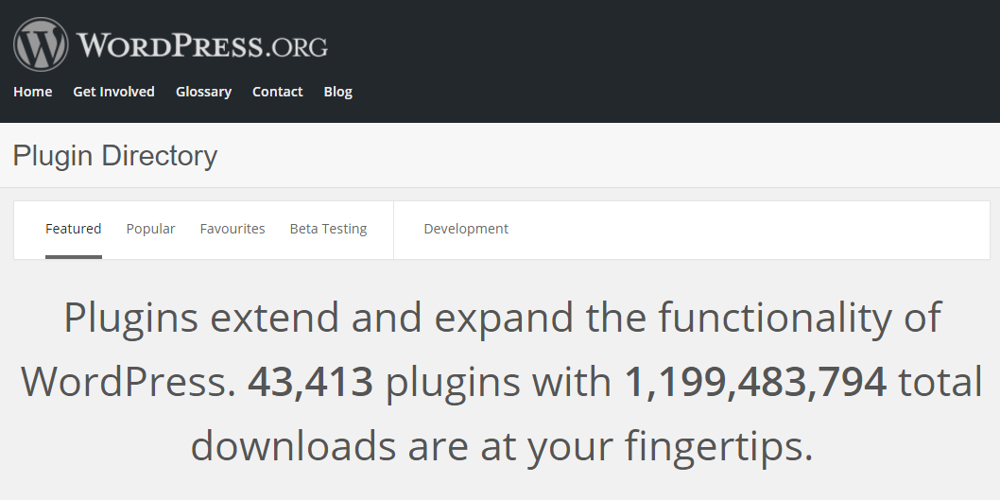 WORDPRESS.ORG
Home Get Involved Glossary Contact Blog
Plugin Directory
Featured Popular Favourites Beta Testing Development
Plugins extend and expand the functionality of
WordPress. 43,413 plugins with 1,199,483,794 total
downloads are at your fingertips.